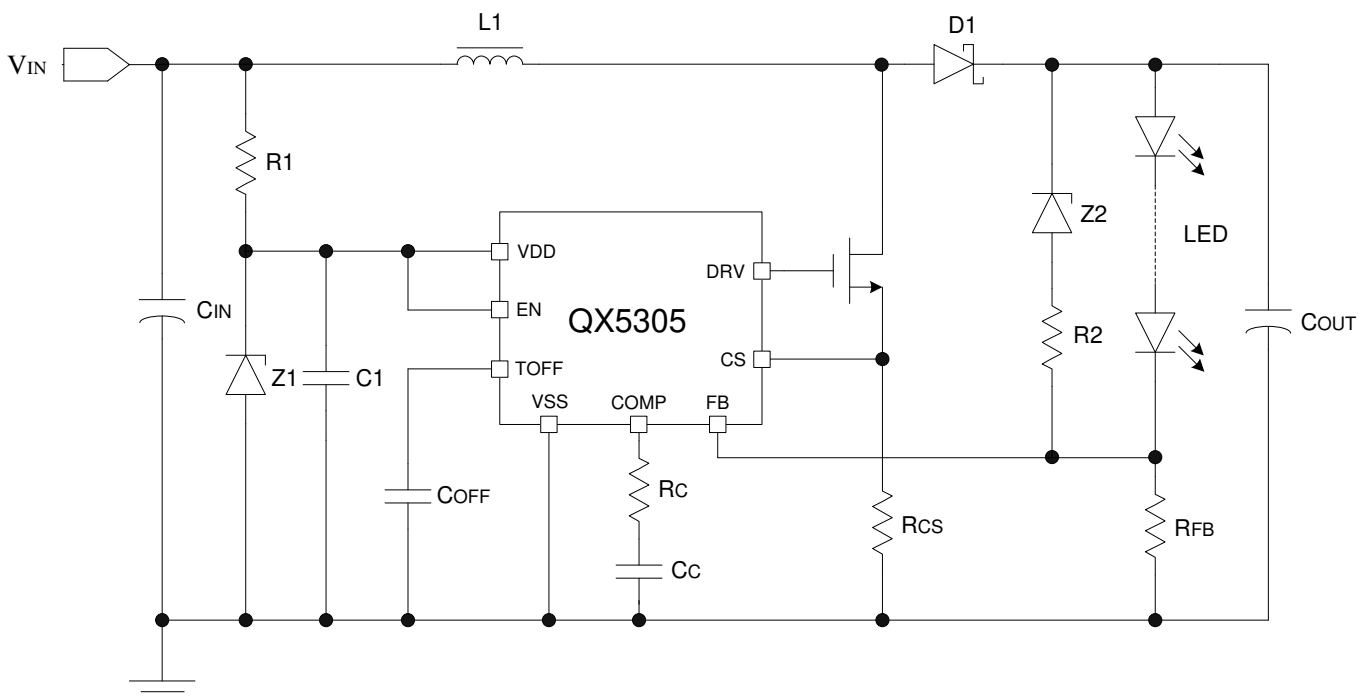 L1
D1
VIN
R1
VDD
DRV
Z2
LED
CIN
EN
QX5305
R2
COUT
Z1
C1
TOFF
CS
VSS
COMP
FB
COFF
RC
RCS
RFB
CC